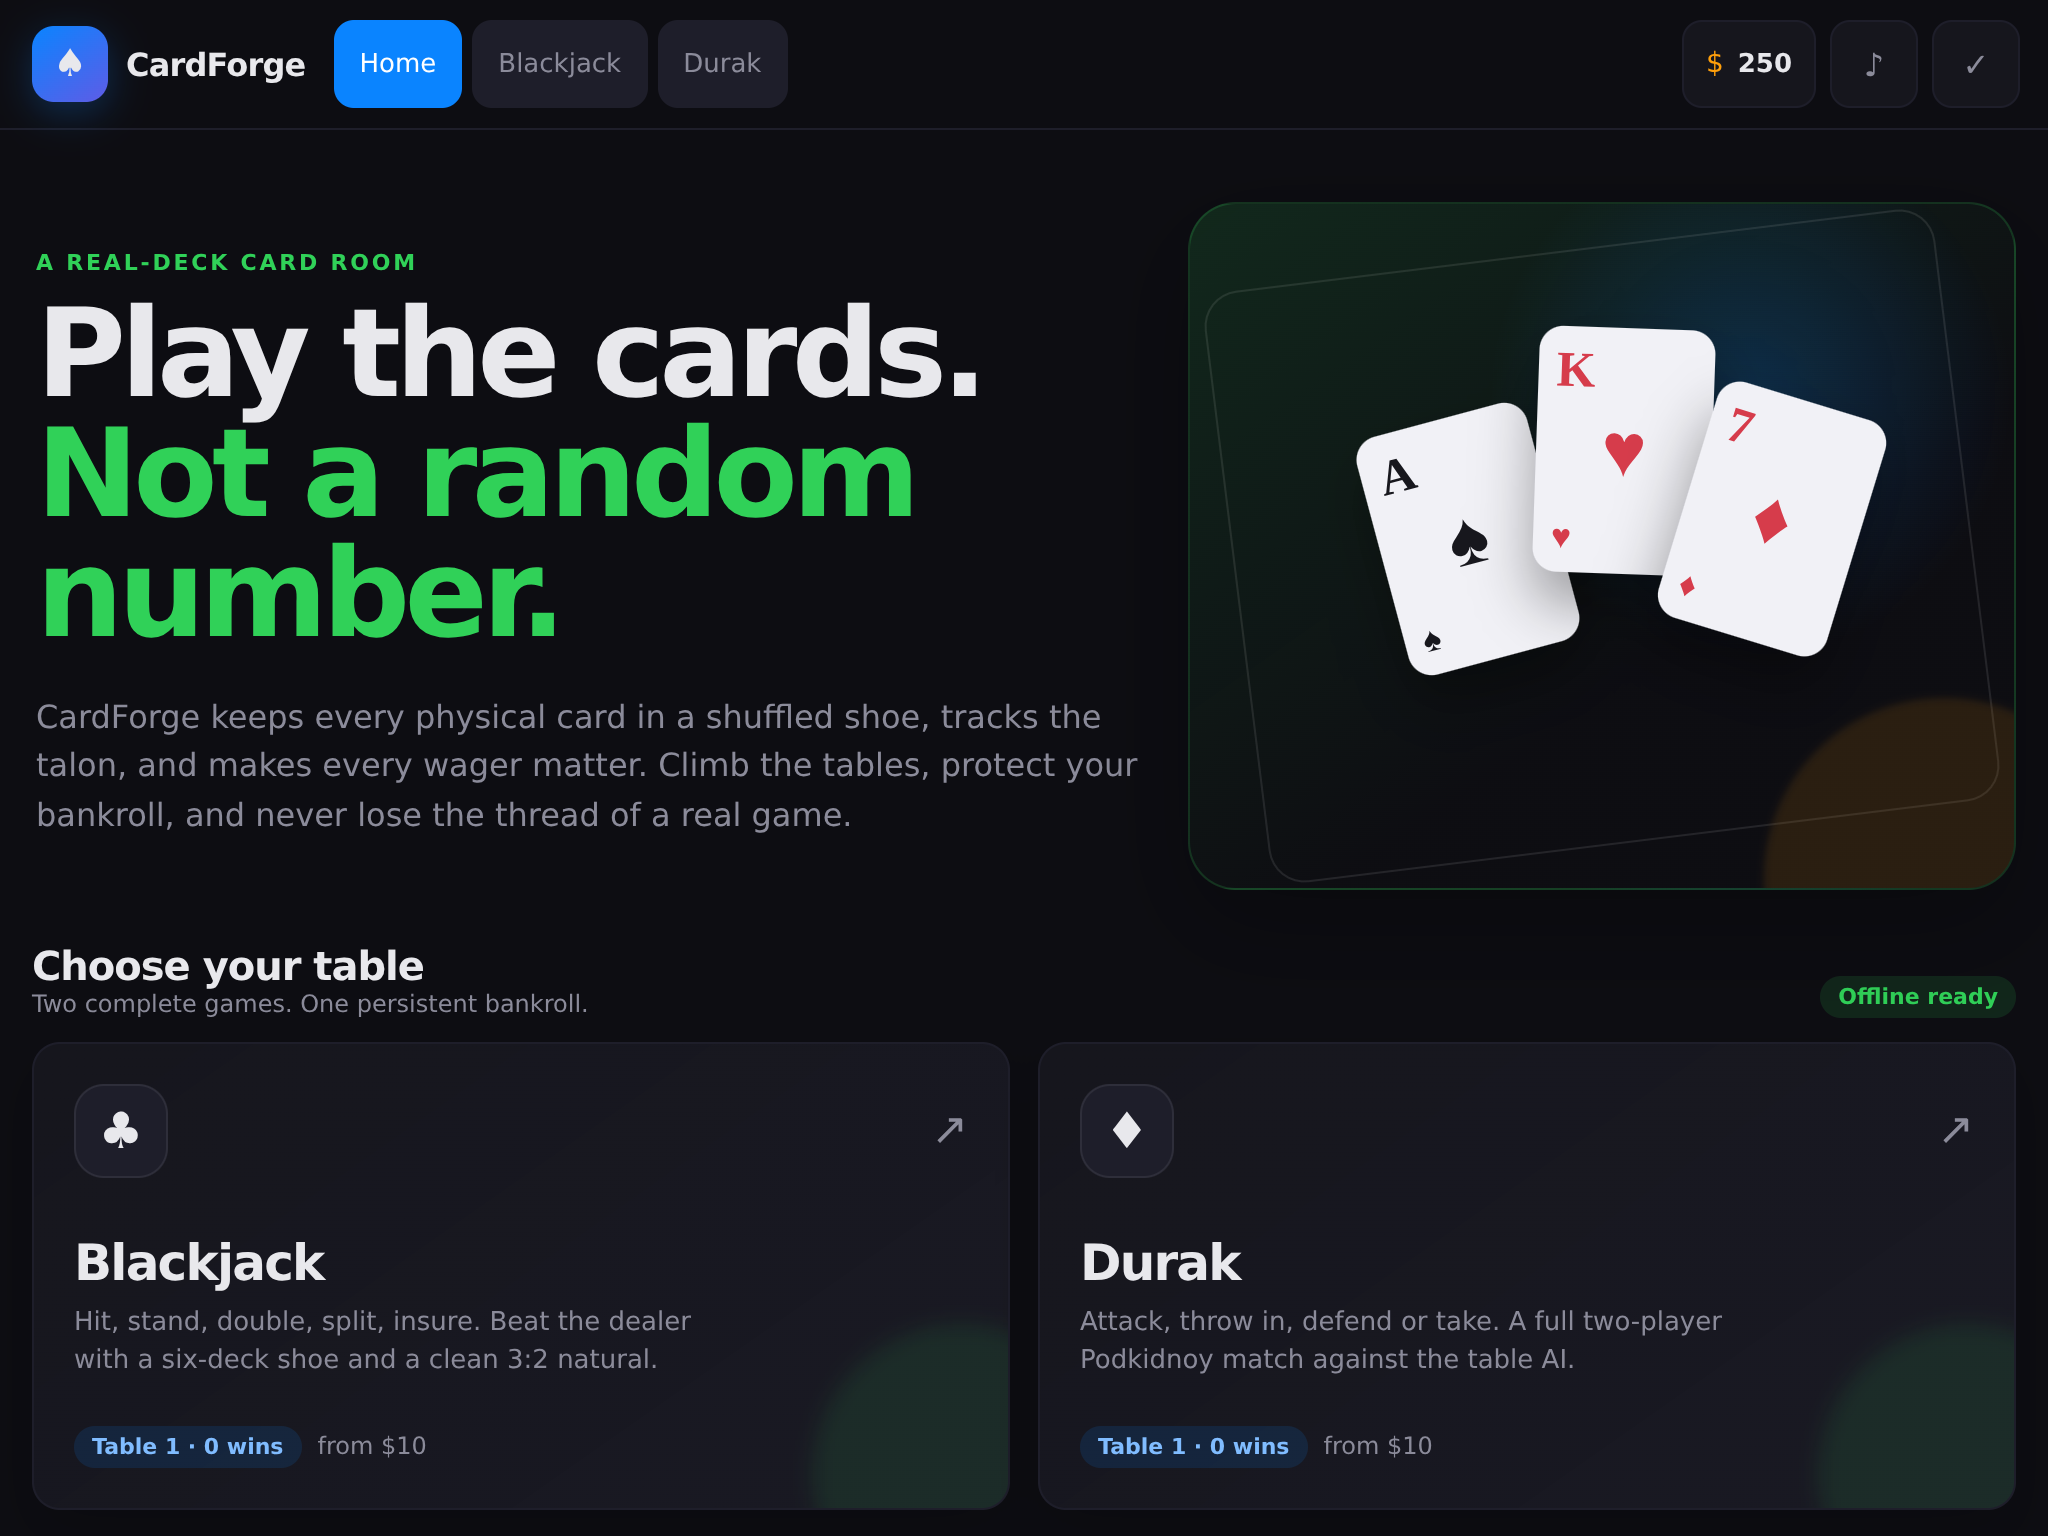 CardForge
Home
Blackjack
Durak
$ 250
A REAL-DECK CARD ROOM
Play the cards.
Not a random
number.
CardForge keeps every physical card in a shuffled shoe, tracks the
talon, and makes every wager matter. Climb the tables, protect your
bankroll, and never lose the thread of a real game.
A
K
7
Choose your table
Two complete games. One persistent bankroll.
Offline ready
Blackjack
Hit, stand, double, split, insure. Beat the dealer
with a six-deck shoe and a clean 3:2 natural.
Table 1 · 0 wins
from $10
Durak
Attack, throw in, defend or take. A full two-player
Podkidnoy match against the table AI.
Table 1 · 0 wins
from $10